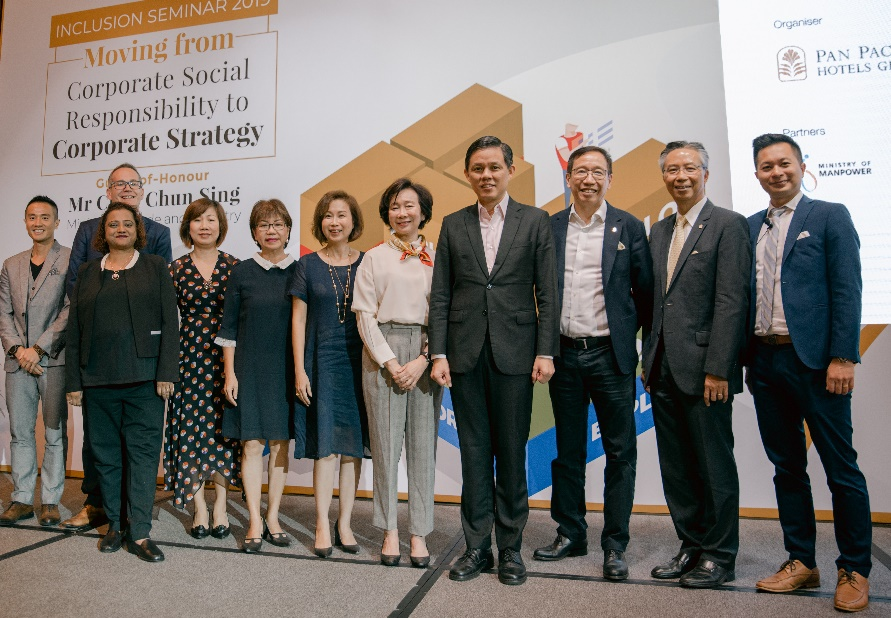 INCLUSION SEMINAR 2019
Moving from
Corporate Social
Responsibility to
Corporate Strategy
Mr Chun Sing
Organiser
PAN PAC
HOTELS
Partners
MINISTRY OF
MANPOWER